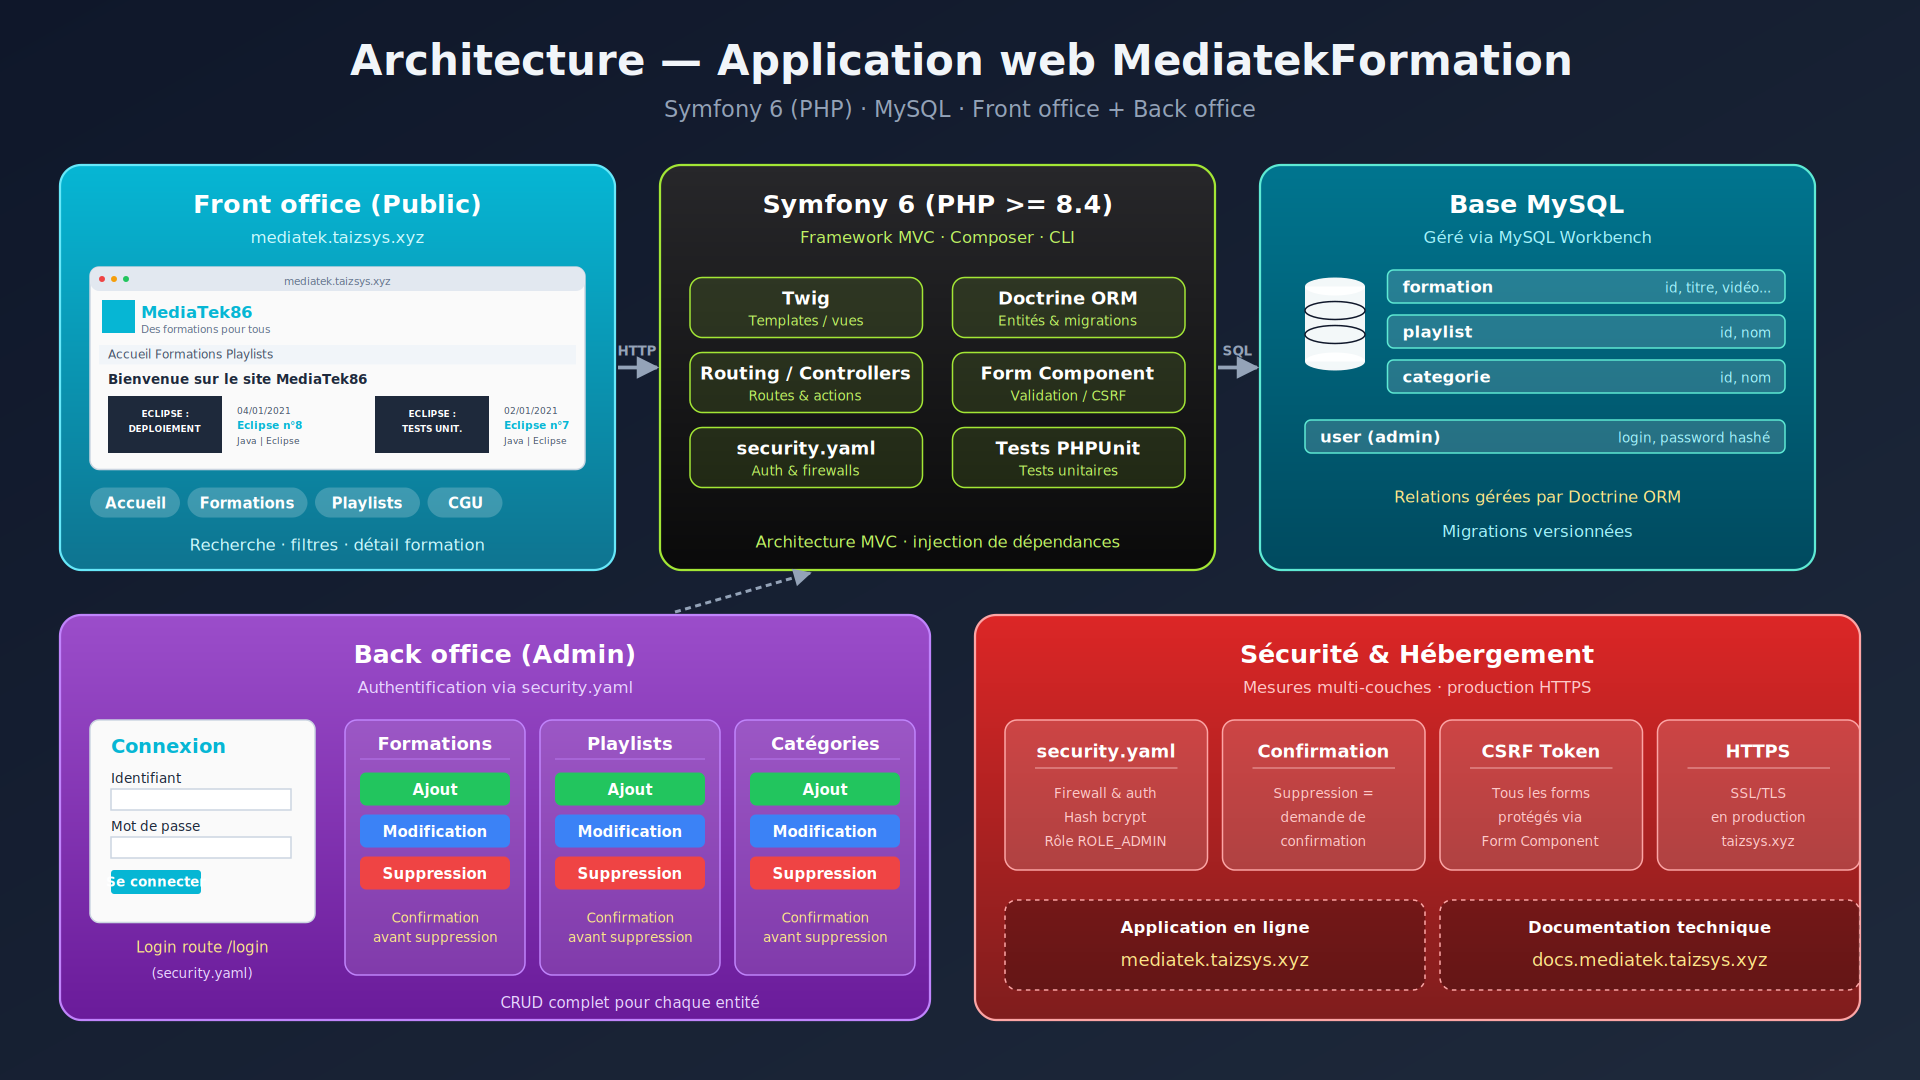 Architecture — Application web MediatekFormation
Symfony 6 (PHP) · MySQL · Front office + Back office
Front office (Public)
mediatek.taizsys.xyz
mediatek.taizsys.xyz
MediaTek86
Des formations pour tous
Accueil Formations Playlists
Bienvenue sur le site MediaTek86
ECLIPSE :
DEPLOIEMENT
04/01/2021
Eclipse n°8
Java | Eclipse
ECLIPSE :
TESTS UNIT.
02/01/2021
Eclipse n°7
Java | Eclipse
Accueil
Formations
Playlists
CGU
Recherche · filtres · détail formation
HTTP
Symfony 6 (PHP >= 8.4)
Framework MVC · Composer · CLI
Twig
Templates / vues
Doctrine ORM
Entités & migrations
Routing / Controllers
Routes & actions
Form Component
Validation / CSRF
security.yaml
Auth & firewalls
Tests PHPUnit
Tests unitaires
Architecture MVC · injection de dépendances
SQL
Base MySQL
Géré via MySQL Workbench
formation id, titre, vidéo...
playlist id, nom
categorie id, nom
user (admin) login, password hashé
Relations gérées par Doctrine ORM
Migrations versionnées
Back office (Admin)
Authentification via security.yaml
Connexion
Identifiant
Mot de passe
Se connecter
Login route /login
(security.yaml)
Formations
Ajout
Modification
Suppression
Confirmation
avant suppression
Playlists
Ajout
Modification
Suppression
Confirmation
avant suppression
Catégories
Ajout
Modification
Suppression
Confirmation
avant suppression
CRUD complet pour chaque entité
Sécurité & Hébergement
Mesures multi-couches · production HTTPS
security.yaml
Firewall & auth
Hash bcrypt
Rôle ROLE_ADMIN
Confirmation
Suppression =
demande de
confirmation
CSRF Token
Tous les forms
protégés via
Form Component
HTTPS
SSL/TLS
en production
taizsys.xyz
Application en ligne
mediatek.taizsys.xyz
Documentation technique
docs.mediatek.taizsys.xyz